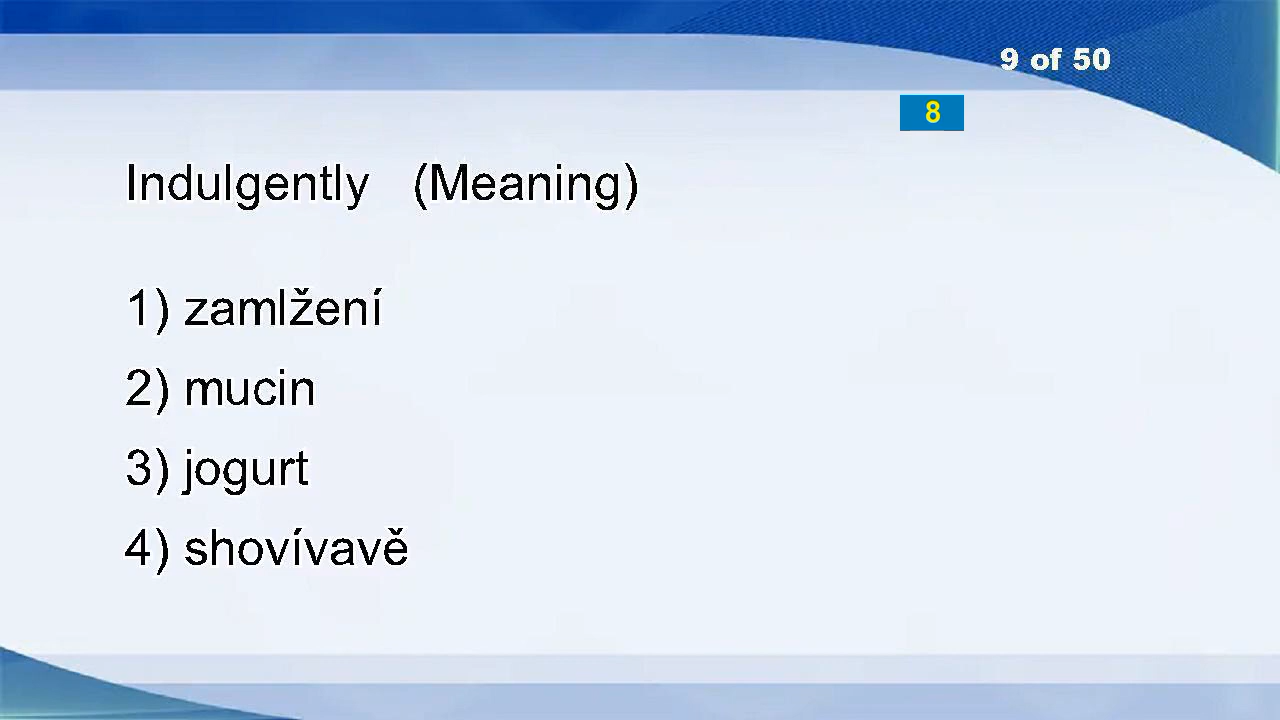 9 of 50
8
Indulgently (Meaning)
1) zamlžení
2) mucin
3) jogurt
4) shovívavě